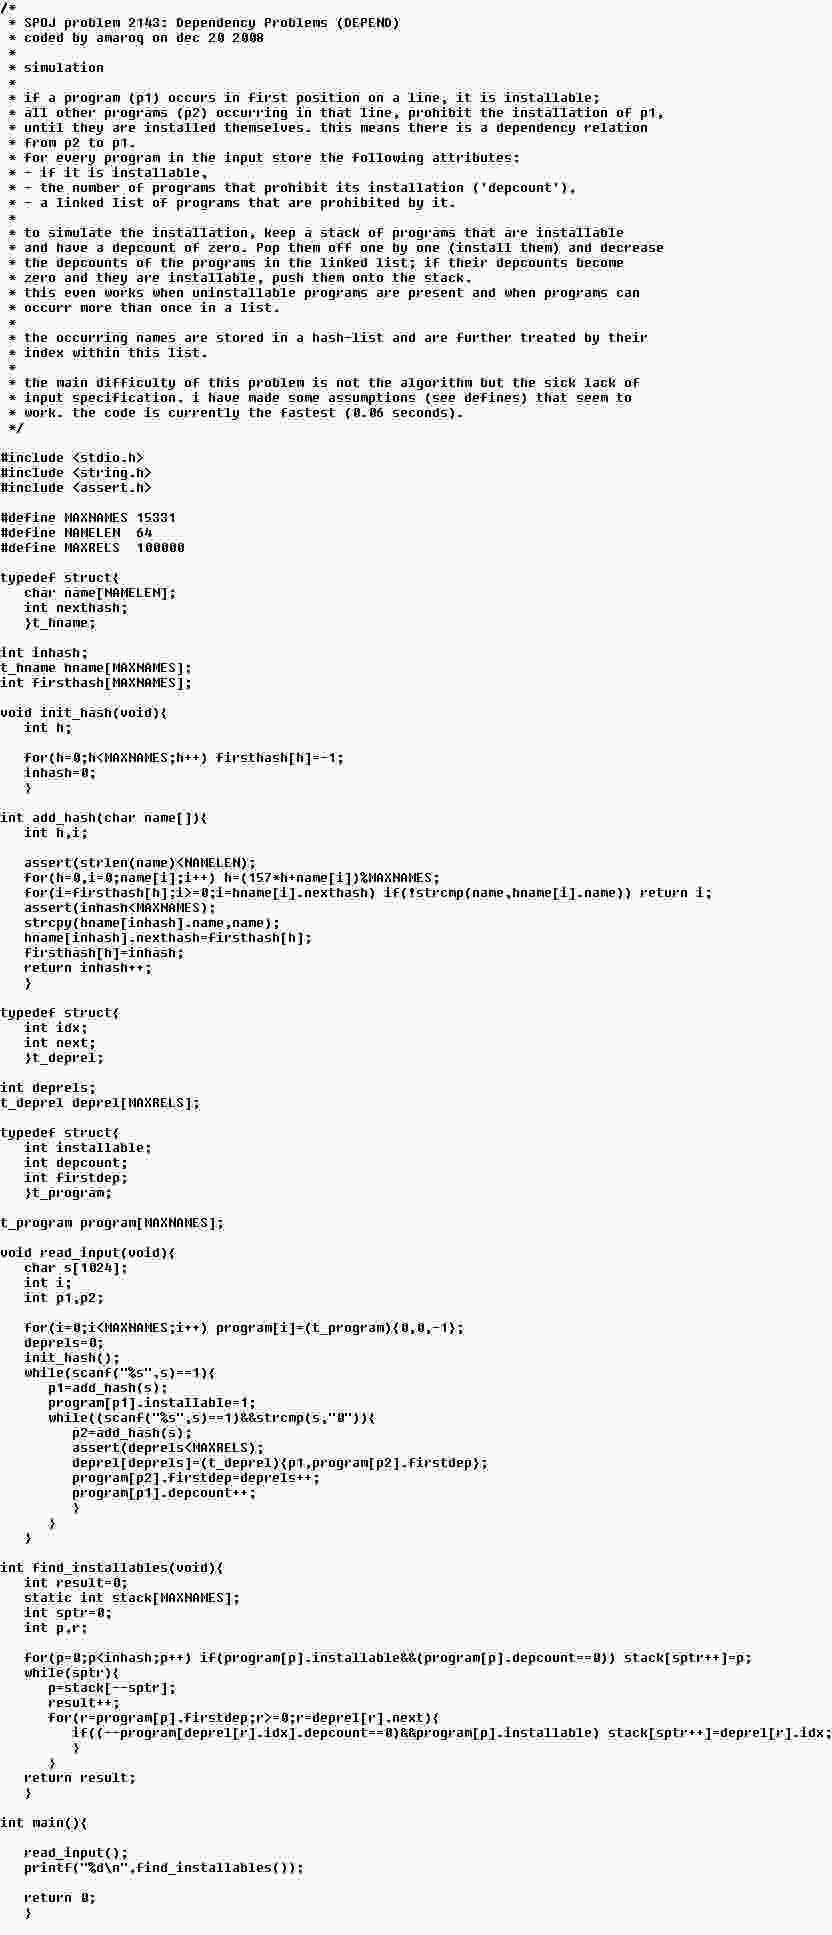 /*
 * SPOJ problem 2143: Dependency Problems (DEPEND)
 * coded by amaroq on dec 20 2008
 *
 * simulation
 *
 * if a program (p1) occurs in first position on a line, it is installable;
 * all other programs (p2) occurring in that line, prohibit the installation of p1,
 * until they are installed themselves. this means there is a dependency relation
 * from p2 to p1.
 * for every program in the input store the following attributes:
 * - if it is installable,
 * - the number of programs that prohibit its installation ('depcount'),
 * - a linked list of programs that are prohibited by it.
 *
 * to simulate the installation, keep a stack of programs that are installable
 * and have a depcount of zero. Pop them off one by one (install them) and decrease
 * the depcounts of the programs in the linked list; if their depcounts become
 * zero and they are installable, push them onto the stack.
 * this even works when uninstallable programs are present and when programs can
 * occurr more than once in a list.
 *
 * the occurring names are stored in a hash-list and are further treated by their
 * index within this list.
 *
 * the main difficulty of this problem is not the algorithm but the sick lack of
 * input specification. i have made some assumptions (see defines) that seem to
 * work. the code is currently the fastest (0.06 seconds).
 */

#include <stdio.h>
#include <string.h>
#include <assert.h>

#define MAXNAMES 15331
#define NAMELEN  64
#define MAXRELS  100000

typedef struct{
   char name[NAMELEN];
   int nexthash;
   }t_hname;

int inhash;
t_hname hname[MAXNAMES];
int firsthash[MAXNAMES];

void init_hash(void){
   int h;

   for(h=0;h<MAXNAMES;h++) firsthash[h]=-1;
   inhash=0;
   }

int add_hash(char name[]){
   int h,i;

   assert(strlen(name)<NAMELEN);
   for(h=0,i=0;name[i];i++) h=(157*h+name[i])%MAXNAMES;
   for(i=firsthash[h];i>=0;i=hname[i].nexthash) if(!strcmp(name,hname[i].name)) return i;
   assert(inhash<MAXNAMES);
   strcpy(hname[inhash].name,name);
   hname[inhash].nexthash=firsthash[h];
   firsthash[h]=inhash;
   return inhash++;
   }

typedef struct{
   int idx;
   int next;
   }t_deprel;

int deprels;
t_deprel deprel[MAXRELS];

typedef struct{
   int installable;
   int depcount;
   int firstdep;
   }t_program;

t_program program[MAXNAMES];

void read_input(void){
   char s[1024];
   int i;
   int p1,p2;

   for(i=0;i<MAXNAMES;i++) program[i]=(t_program){0,0,-1};
   deprels=0;
   init_hash();
   while(scanf("%s",s)==1){
      p1=add_hash(s);
      program[p1].installable=1;
      while((scanf("%s",s)==1)&&strcmp(s,"0")){
         p2=add_hash(s);
         assert(deprels<MAXRELS);
         deprel[deprels]=(t_deprel){p1,program[p2].firstdep};
         program[p2].firstdep=deprels++;
         program[p1].depcount++;
         }
      }
   }

int find_installables(void){
   int result=0;
   static int stack[MAXNAMES];
   int sptr=0;
   int p,r;

   for(p=0;p<inhash;p++) if(program[p].installable&&(program[p].depcount==0)) stack[sptr++]=p;
   while(sptr){
      p=stack[--sptr];
      result++;
      for(r=program[p].firstdep;r>=0;r=deprel[r].next){
         if((--program[deprel[r].idx].depcount==0)&&program[p].installable) stack[sptr++]=deprel[r].idx;
         }
      }
   return result;
   }

int main(){

   read_input();
   printf("%d\n",find_installables());

   return 0;
   }